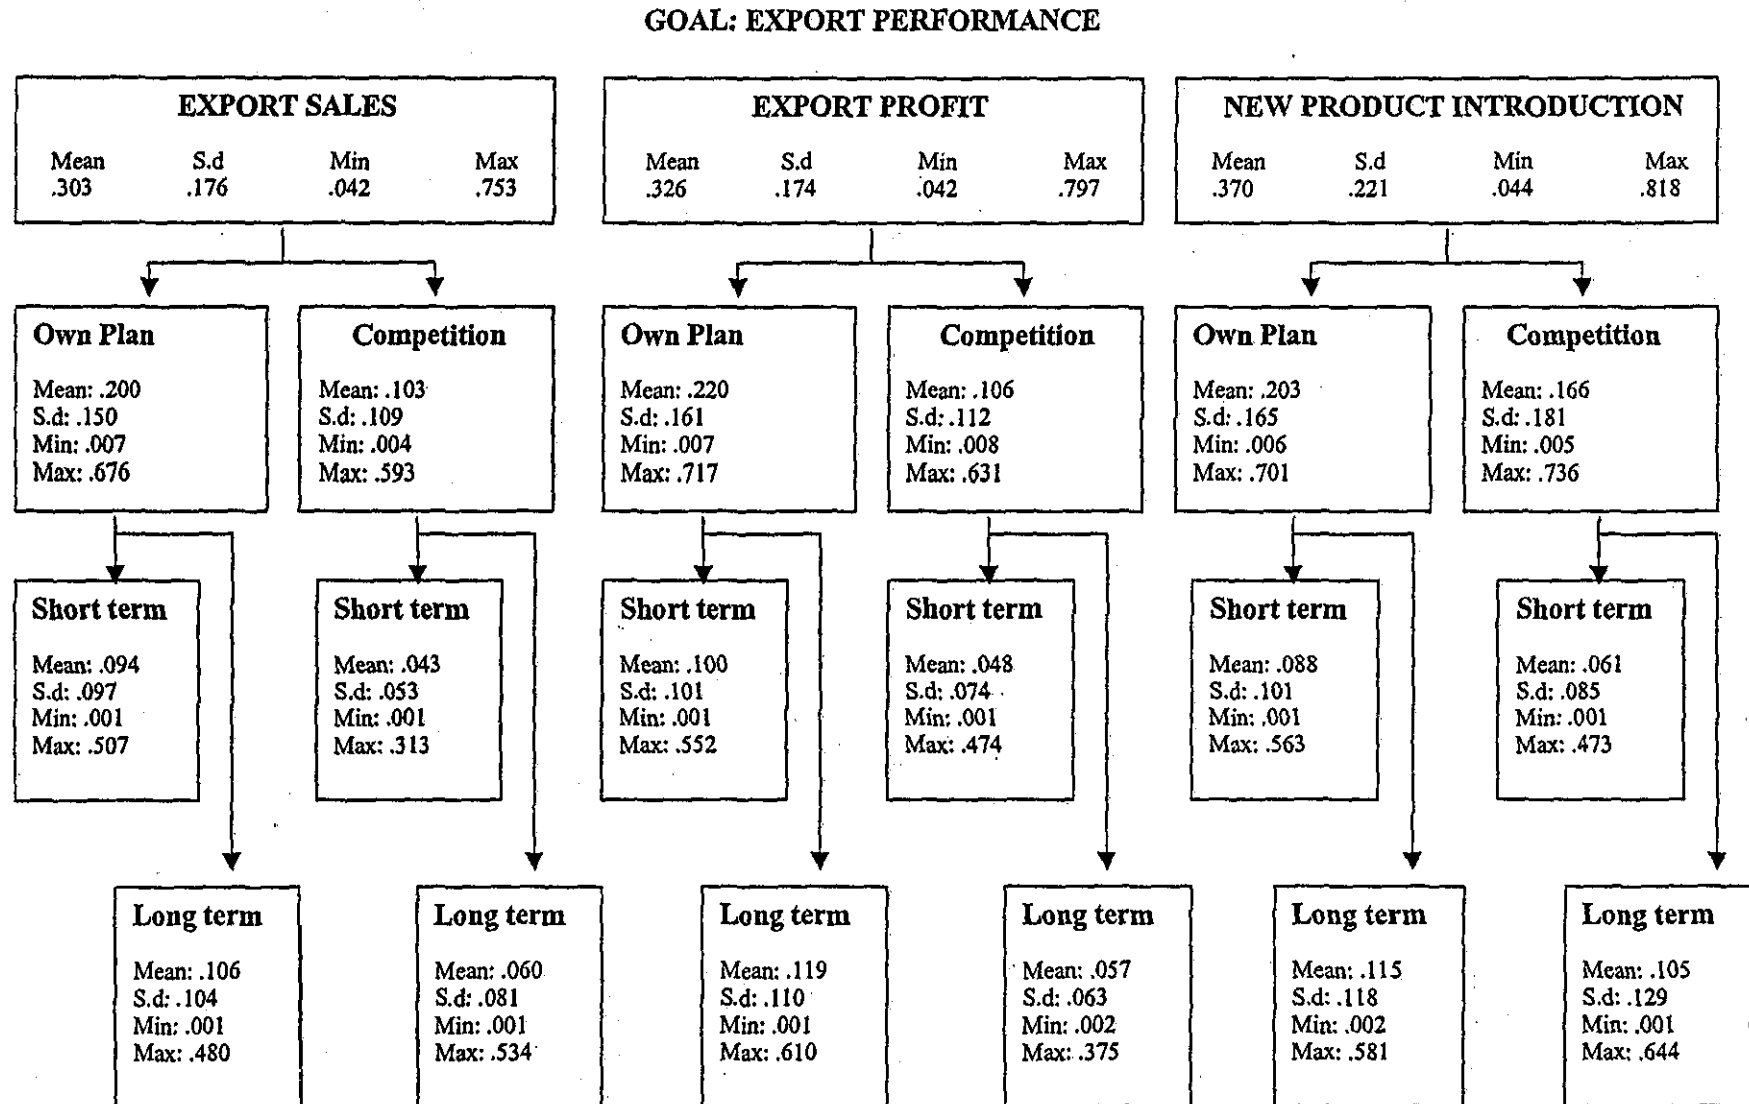 GOAL: EXPORT PERFORMANCE
EXPORT SALES
Mean S.d Min Max
.303 .176 .042 .753
EXPORT PROFIT
Mean S.d Min Max
.326 .174 .042 .797
NEW PRODUCT INTRODUCTION
Mean S.d Min Max
.370 .221 .044 .818
Own Plan
Mean: .200
S.d: .150
Min: .007
Max: .676
Competition
Mean: .103
S.d: .109
Min: .004
Max: .593
Own Plan
Mean: .220
S.d: .161
Min: .007
Max: .717
Competition
Mean: .106
S.d: .112
Min: .008
Max: .631
Own Plan
Mean: .203
S.d: .165
Min: .006
Max: .701
Competition
Mean: .166
S.d: .181
Min: .005
Max: .736
Short term
Mean: .094
S.d: .097
Min: .001
Max: .507
Short term
Mean: .043
S.d: .053
Min: .001
Max: .313
Short term
Mean: .100
S.d: .101
Min: .001
Max: .552
Short term
Mean: .048
S.d: .074
Min: .001
Max: .474
Short term
Mean: .088
S.d: .101
Min: .001
Max: .563
Short term
Mean: .061
S.d: .085
Min: .001
Max: .473
Long term
Mean: .106
S.d: .104
Min: .001
Max: .480
Long term
Mean: .060
S.d: .081
Min: .001
Max: .534
Long term
Mean: .119
S.d: .110
Min: .001
Max: .610
Long term
Mean: .057
S.d: .063
Min: .002
Max: .375
Long term
Mean: .115
S.d: .118
Min: .002
Max: .581
Long term
Mean: .105
S.d: .129
Min: .001
Max: .644